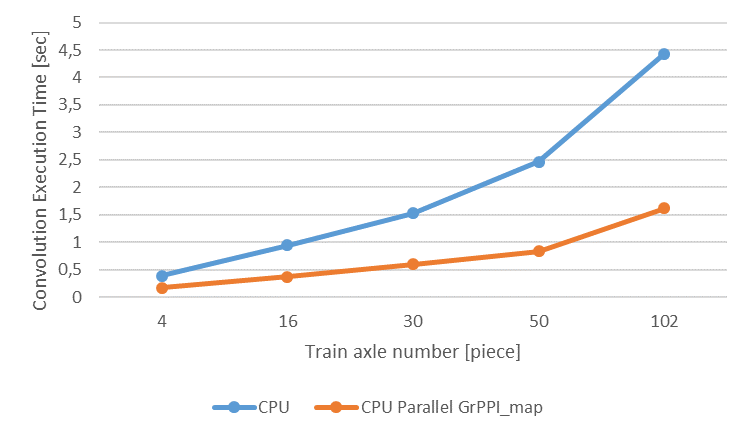 5
4,5
4
3,5
3
2,5
2
1,5
1
0,5
0
Convolution Execution Time [sec]
4 16 30 50 102
Train axle number [piece]
CPU CPU Parallel GrPPI_map